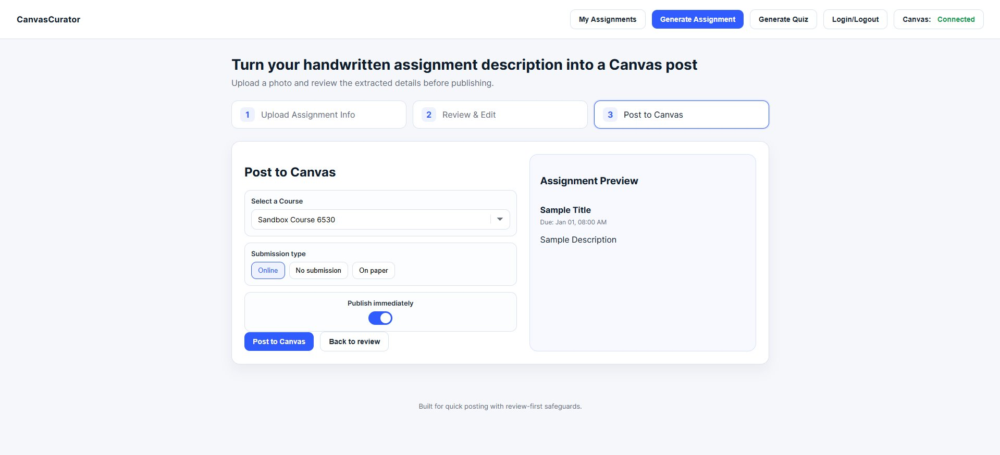 CanvasCurator
My Assignments
Generate Assignment
Generate Quiz
Login/Logout
Canvas: Connected
Turn your handwritten assignment description into a Canvas post
Upload a photo and review the extracted details before publishing.
1 Upload Assignment Info
2 Review & Edit
3 Post to Canvas
Post to Canvas
Select a Course
Sandbox Course 6530
Submission type
Online
No submission
On paper
Publish immediately
Post to Canvas
Back to review
Assignment Preview
Sample Title
Due: Jan 01, 08:00 AM
Sample Description
Built for quick posting with review-first safeguards.